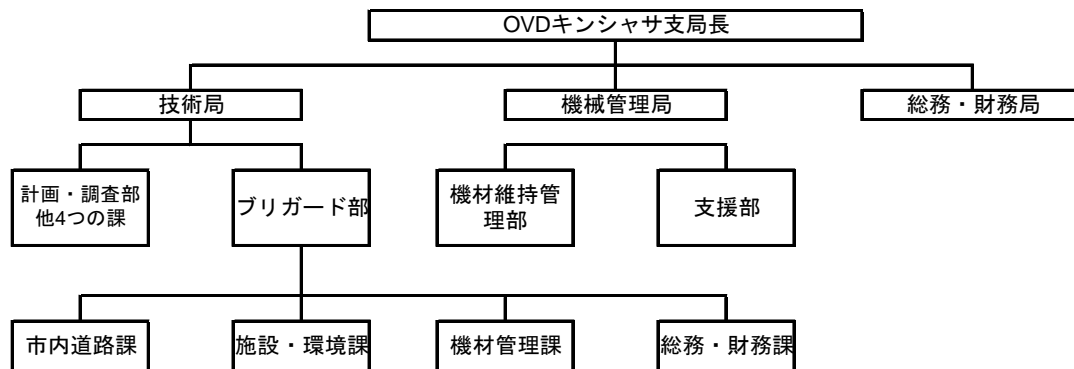 OVDキンシャサ支局長
技術局
機械管理局
総務・財務局
計画・調査部
他4つの課
ブリガード部
機材維持管
理部
支援部
市内道路課
施設・環境課
機材管理課
総務・財務課